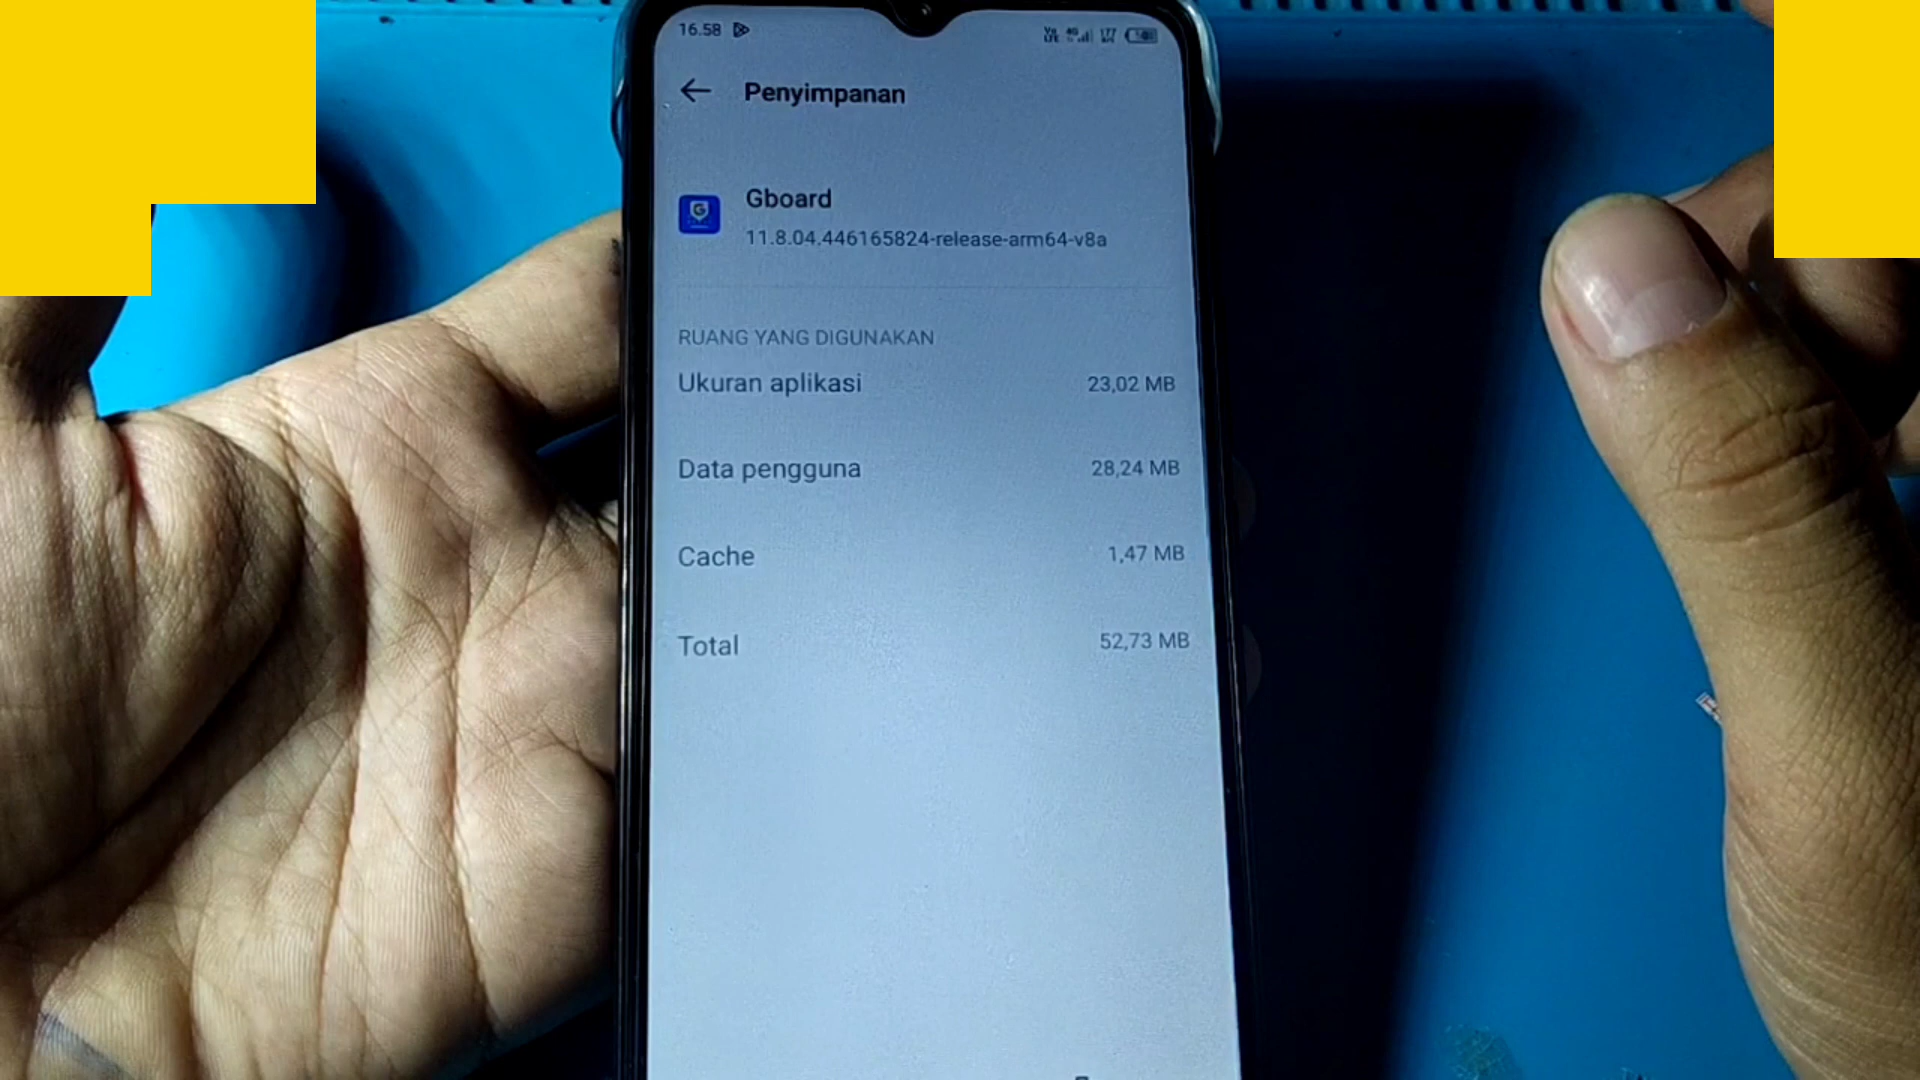 16.58
Penyimpanan
Gboard
11.8.04.446165824-release-arm64-v8a
RUANG YANG DIGUNAKAN
Ukuran aplikasi 23,02 MB
Data pengguna 28,24 MB
Cache 1,47 MB
Total 52,73 MB